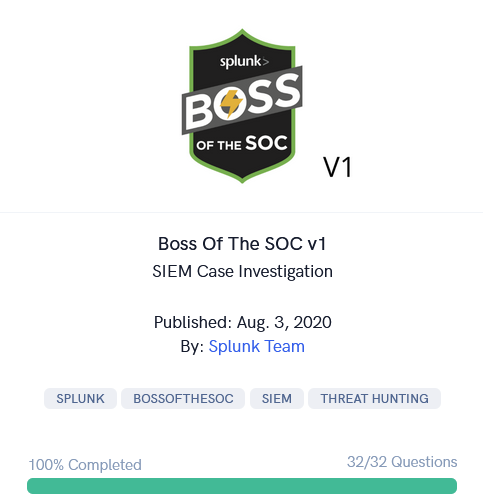 splunk>
BOSS
OF THE SOC
V1
Boss Of The SOC v1
SIEM Case Investigation
Published: Aug. 3, 2020
By: Splunk Team
SPLUNK BOSSOFTHESOC SIEM THREAT HUNTING
100% Completed 32/32 Questions